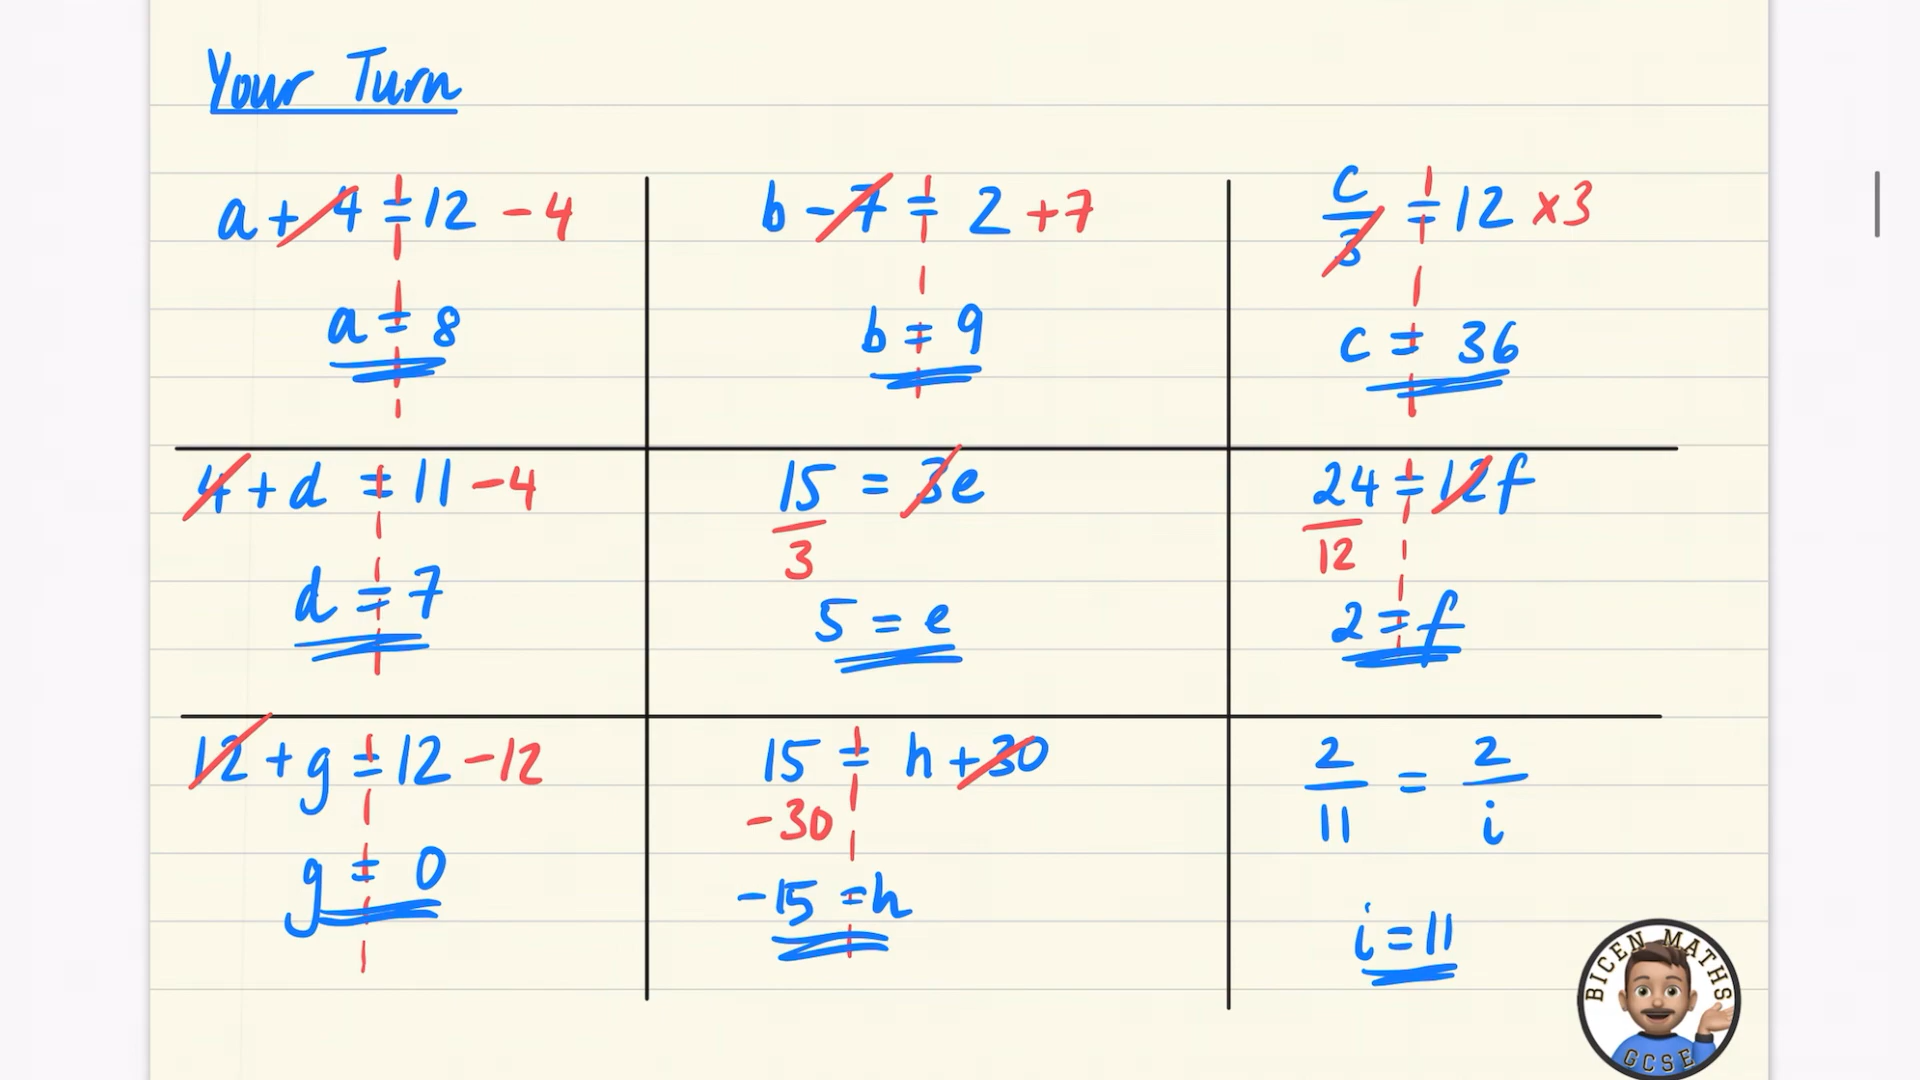 Your Turn
a + 4 = 12 - 4
a = 8
b - 7 = 2 + 7
b = 9
c/3 = 12 ×3
c = 36
4 + d = 11 - 4
d = 7
15 = 3e
3
5 = e
24 = 12f
12
2 = f
12 + g = 12 - 12
g = 0
15 = h + 30
-30
-15 = h
2/11 = 2/i
i = 11
BICEN MATHS
GCSE